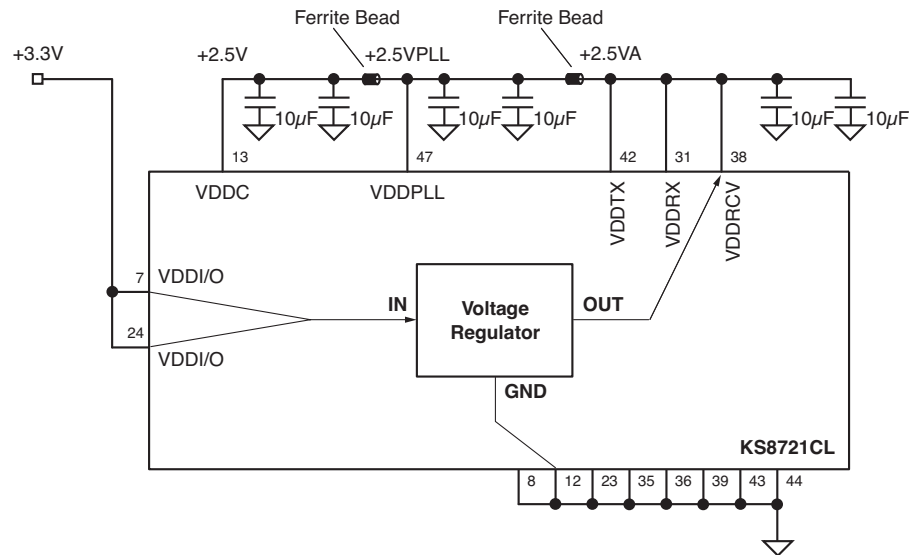 Ferrite Bead
Ferrite Bead
+3.3V
+2.5V
+2.5VPLL
+2.5VA
10µF
10µF
10µF
10µF
10µF
10µF
13
47
42
31
38
VDDC
VDDPLL
VDDTX
VDDRX
VDDRCV
7
VDDI/O
24
VDDI/O
IN
Voltage
Regulator
OUT
GND
KS8721CL
8
12
23
35
36
39
43
44